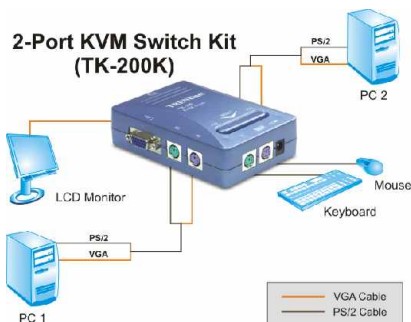 2-Port KVM Switch Kit
(TK-200K)
PS/2
VGA
PC 2
TRENDnet
LCD Monitor
Mouse
Keyboard
PS/2
VGA
PC 1
VGA Cable
PS/2 Cable